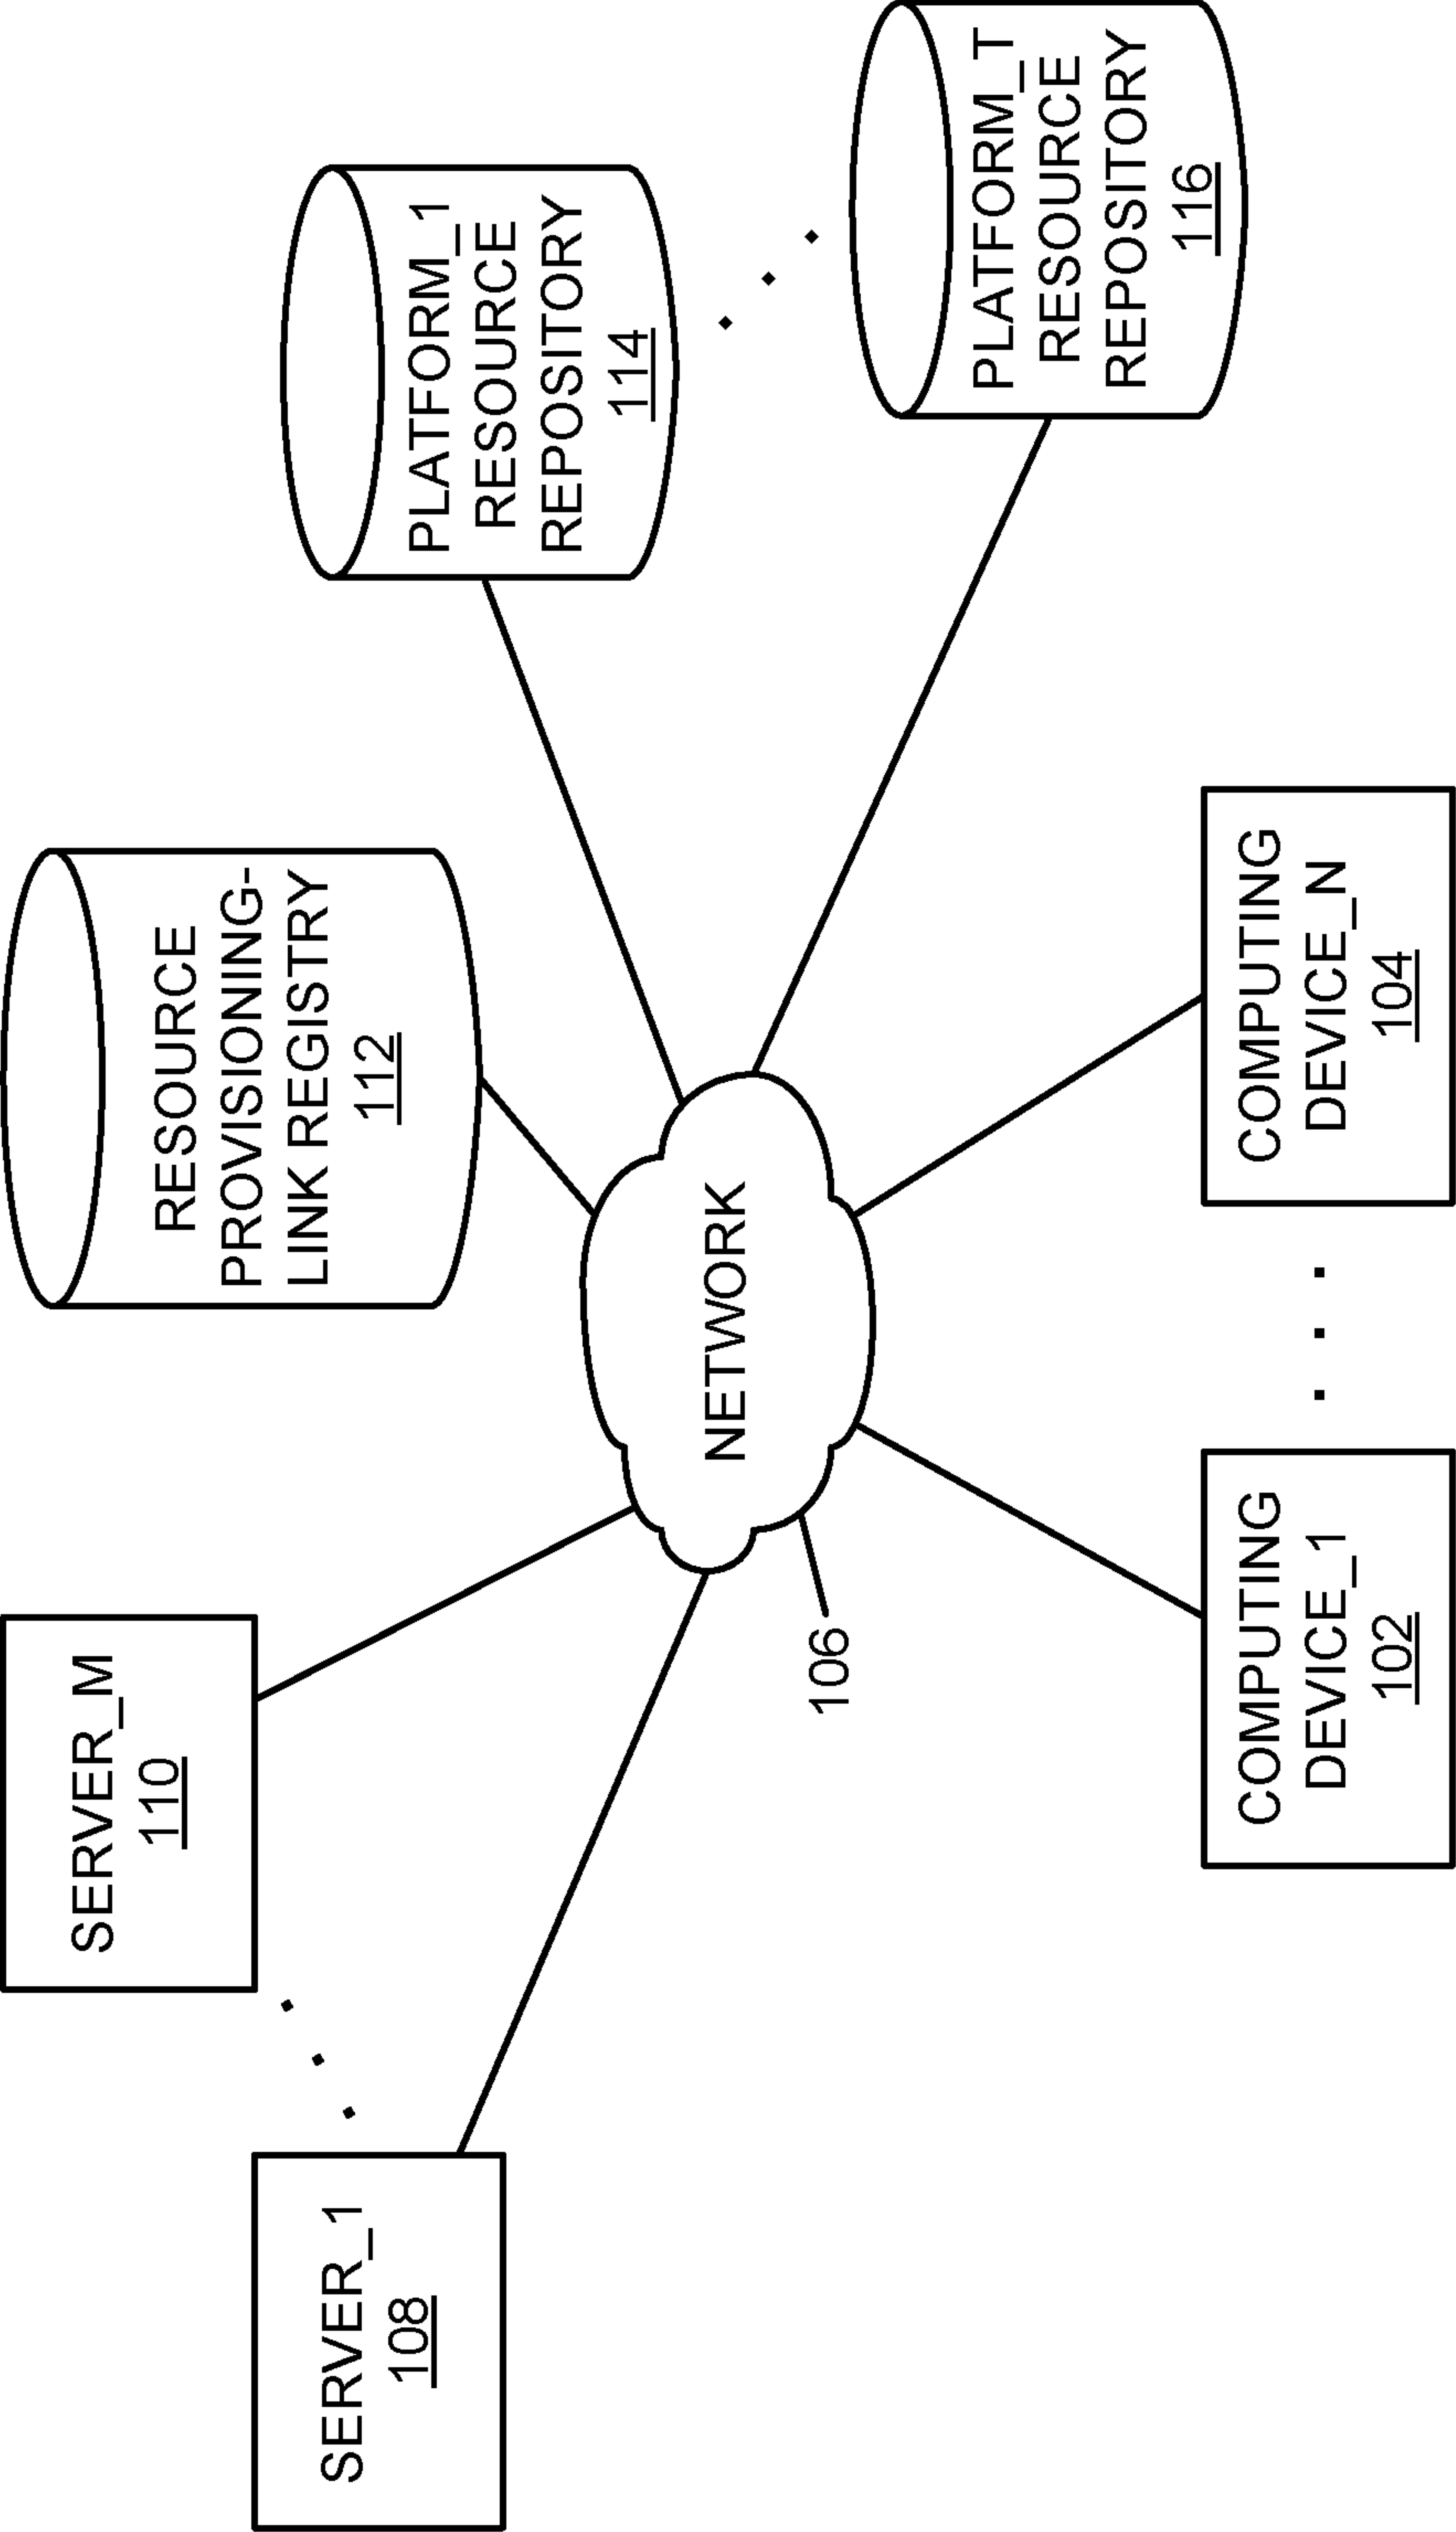 SERVER_M
110
RESOURCE
PROVISIONING-
LINK REGISTRY
112
SERVER_1
108
PLATFORM_1
RESOURCE
REPOSITORY
114
NETWORK
106
PLATFORM_T
RESOURCE
REPOSITORY
116
COMPUTING
DEVICE_1
102
COMPUTING
DEVICE_N
104